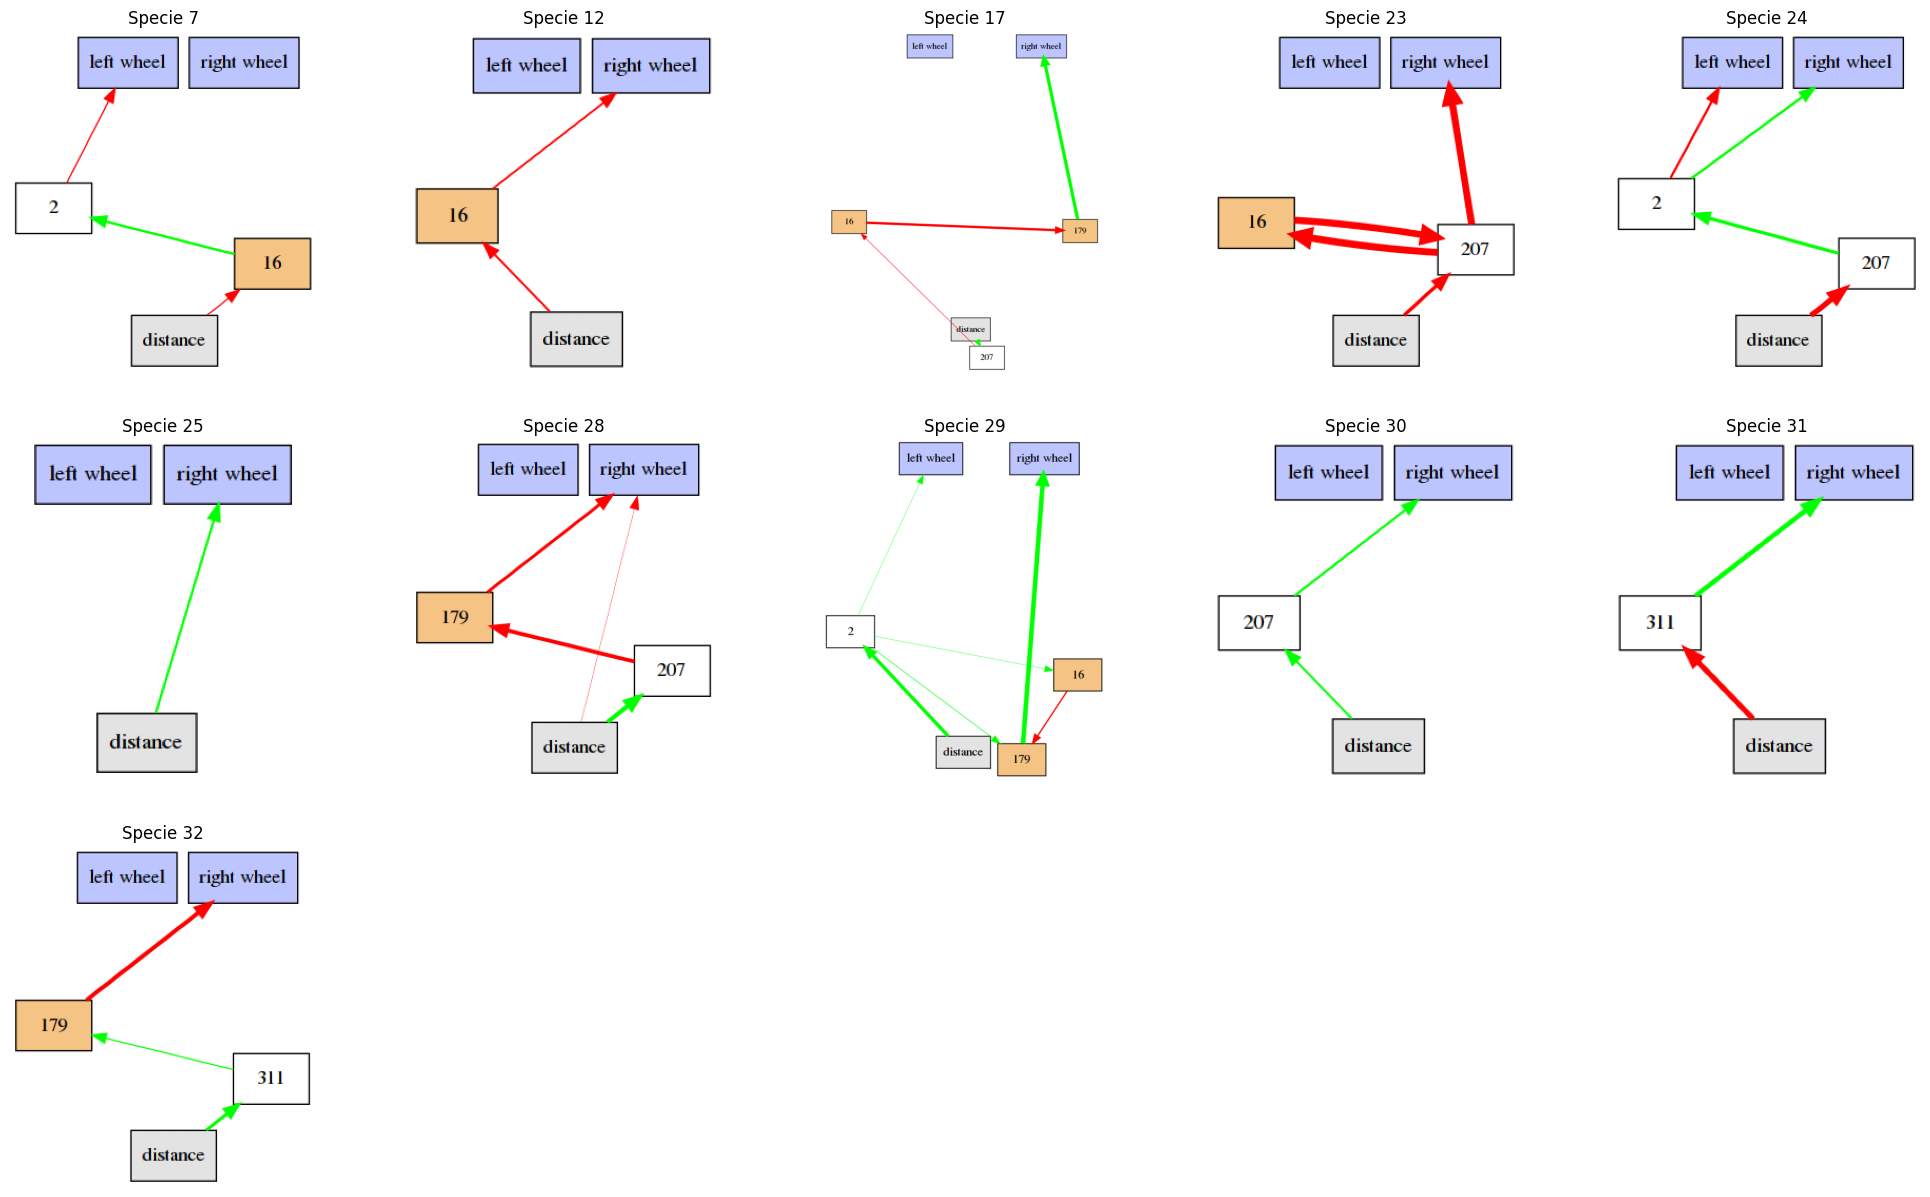 Specie 7
left wheel
right wheel
2
16
distance
Specie 12
left wheel
right wheel
16
distance
Specie 17
left wheel
right wheel
16
179
distance
207
Specie 23
left wheel
right wheel
16
207
distance
Specie 24
left wheel
right wheel
2
207
distance
Specie 25
left wheel
right wheel
distance
Specie 28
left wheel
right wheel
179
207
distance
Specie 29
left wheel
right wheel
2
16
distance
179
Specie 30
left wheel
right wheel
207
distance
Specie 31
left wheel
right wheel
311
distance
Specie 32
left wheel
right wheel
179
311
distance